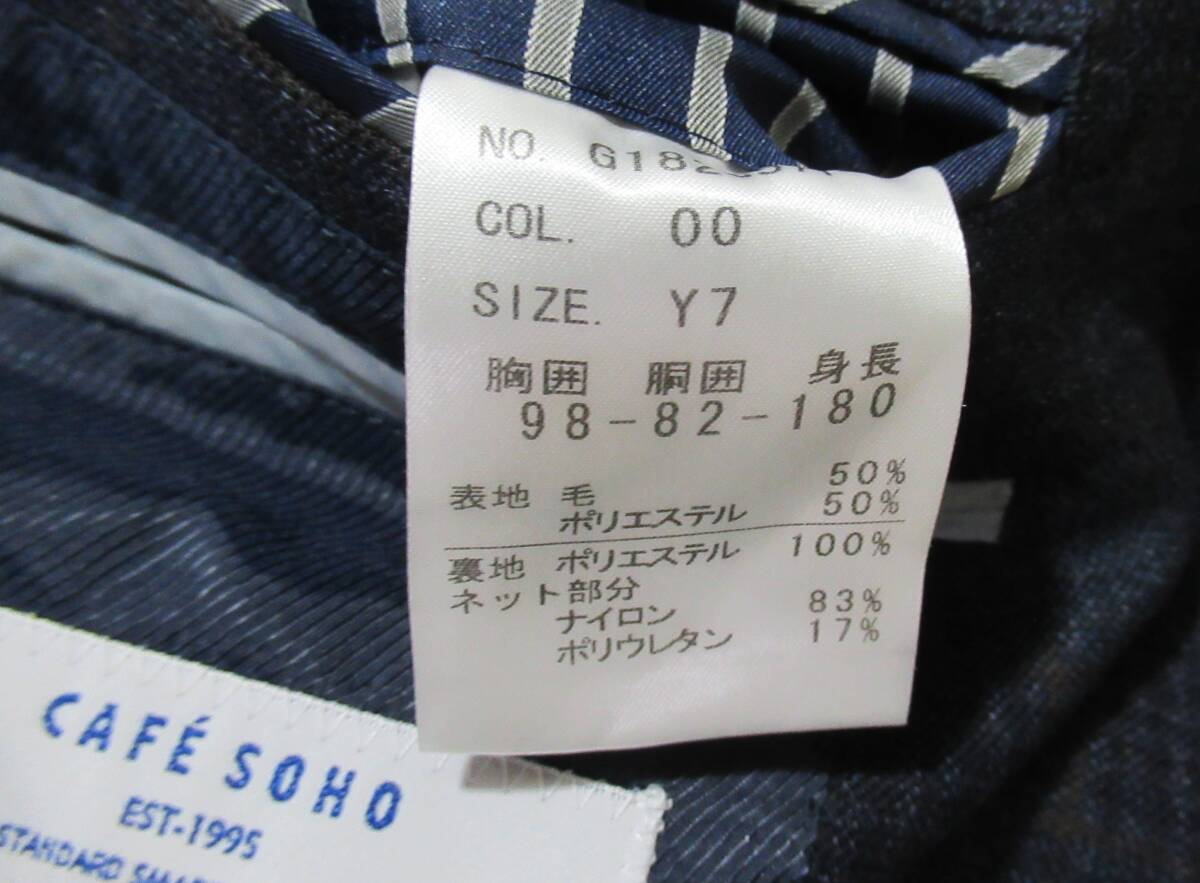 NO.
COL. 00
SIZE. Y7
胸囲 胴囲 身長
98-82-180
表地 毛 50%
ポリエステル 50%
裏地 ポリエステル 100%
ネット部分
ナイロン 83%
ポリウレタン 17%
CAFÉ SOHO
EST-1995
STANDARD